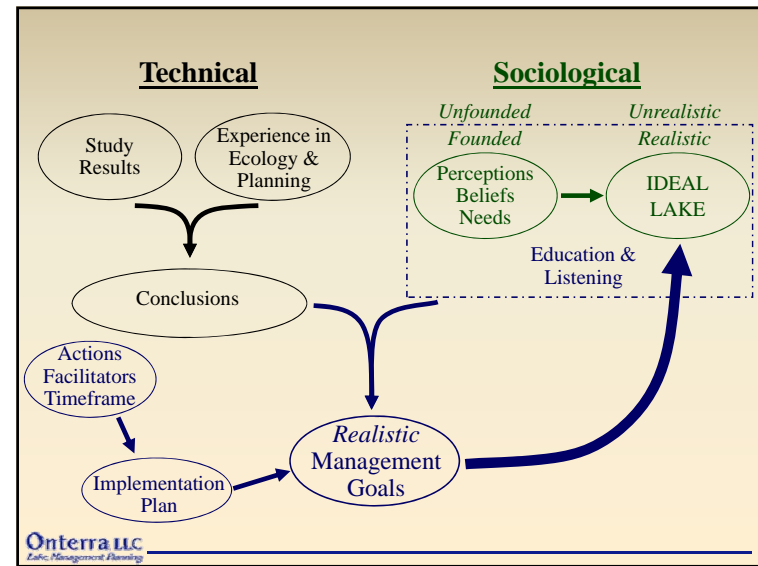 Technical
Sociological
Unfounded
Unrealistic
Founded
Realistic
Study
Results
Experience in
Ecology &
Planning
Perceptions
Beliefs
Needs
IDEAL
LAKE
Education &
Listening
Conclusions
Actions
Facilitators
Timeframe
Realistic
Management
Goals
Implementation
Plan
Onterra LLC
Lake Management Planning